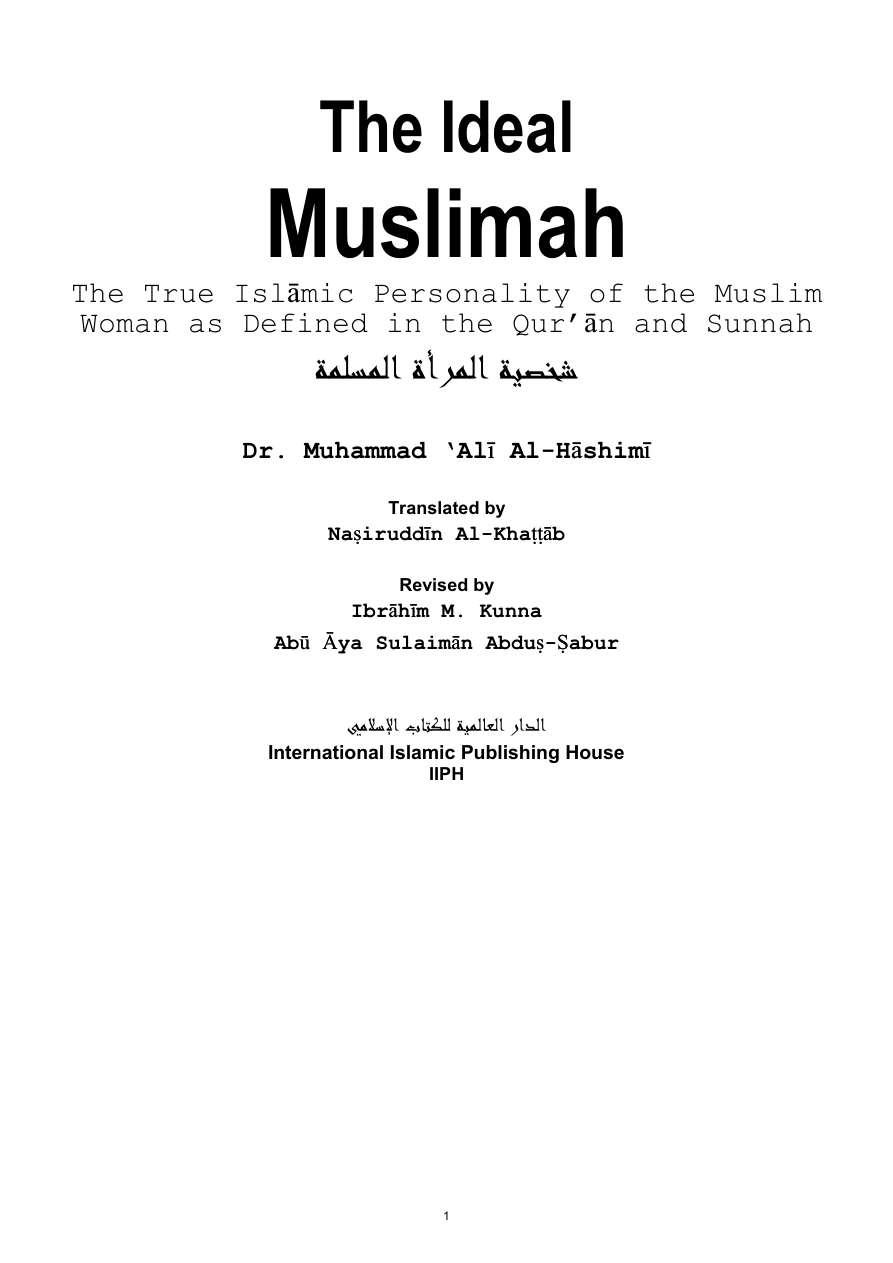 The Ideal
Muslimah
The True Islāmic Personality of the Muslim
Woman as Defined in the Qur’ān and Sunnah
شخصية المرأة المسلمة
Dr. Muhammad ‘Alī Al-Hāshimī
Translated by
Naṣiruddīn Al-Khaṭṭāb
Revised by
Ibrāhīm M. Kunna
Abū Āya Sulaimān Abduṣ-Ṣabur
الدار العالمية للكتاب الإسلامي
International Islamic Publishing House
IIPH
1